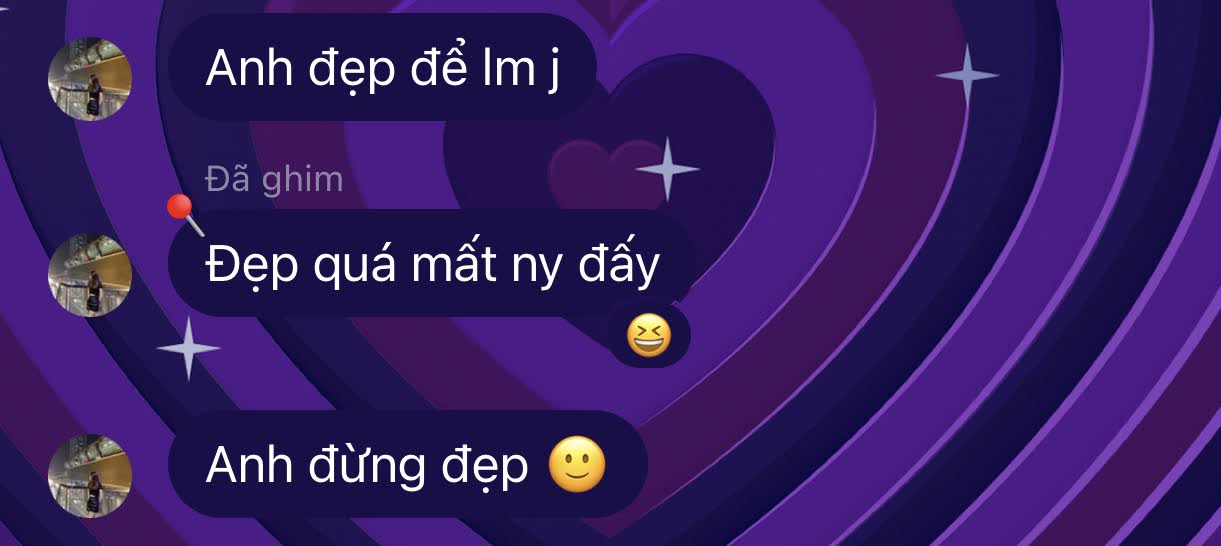 Anh đẹp để lm j
Đã ghim
Đẹp quá mất ny đấy
Anh đừng đẹp 🙂